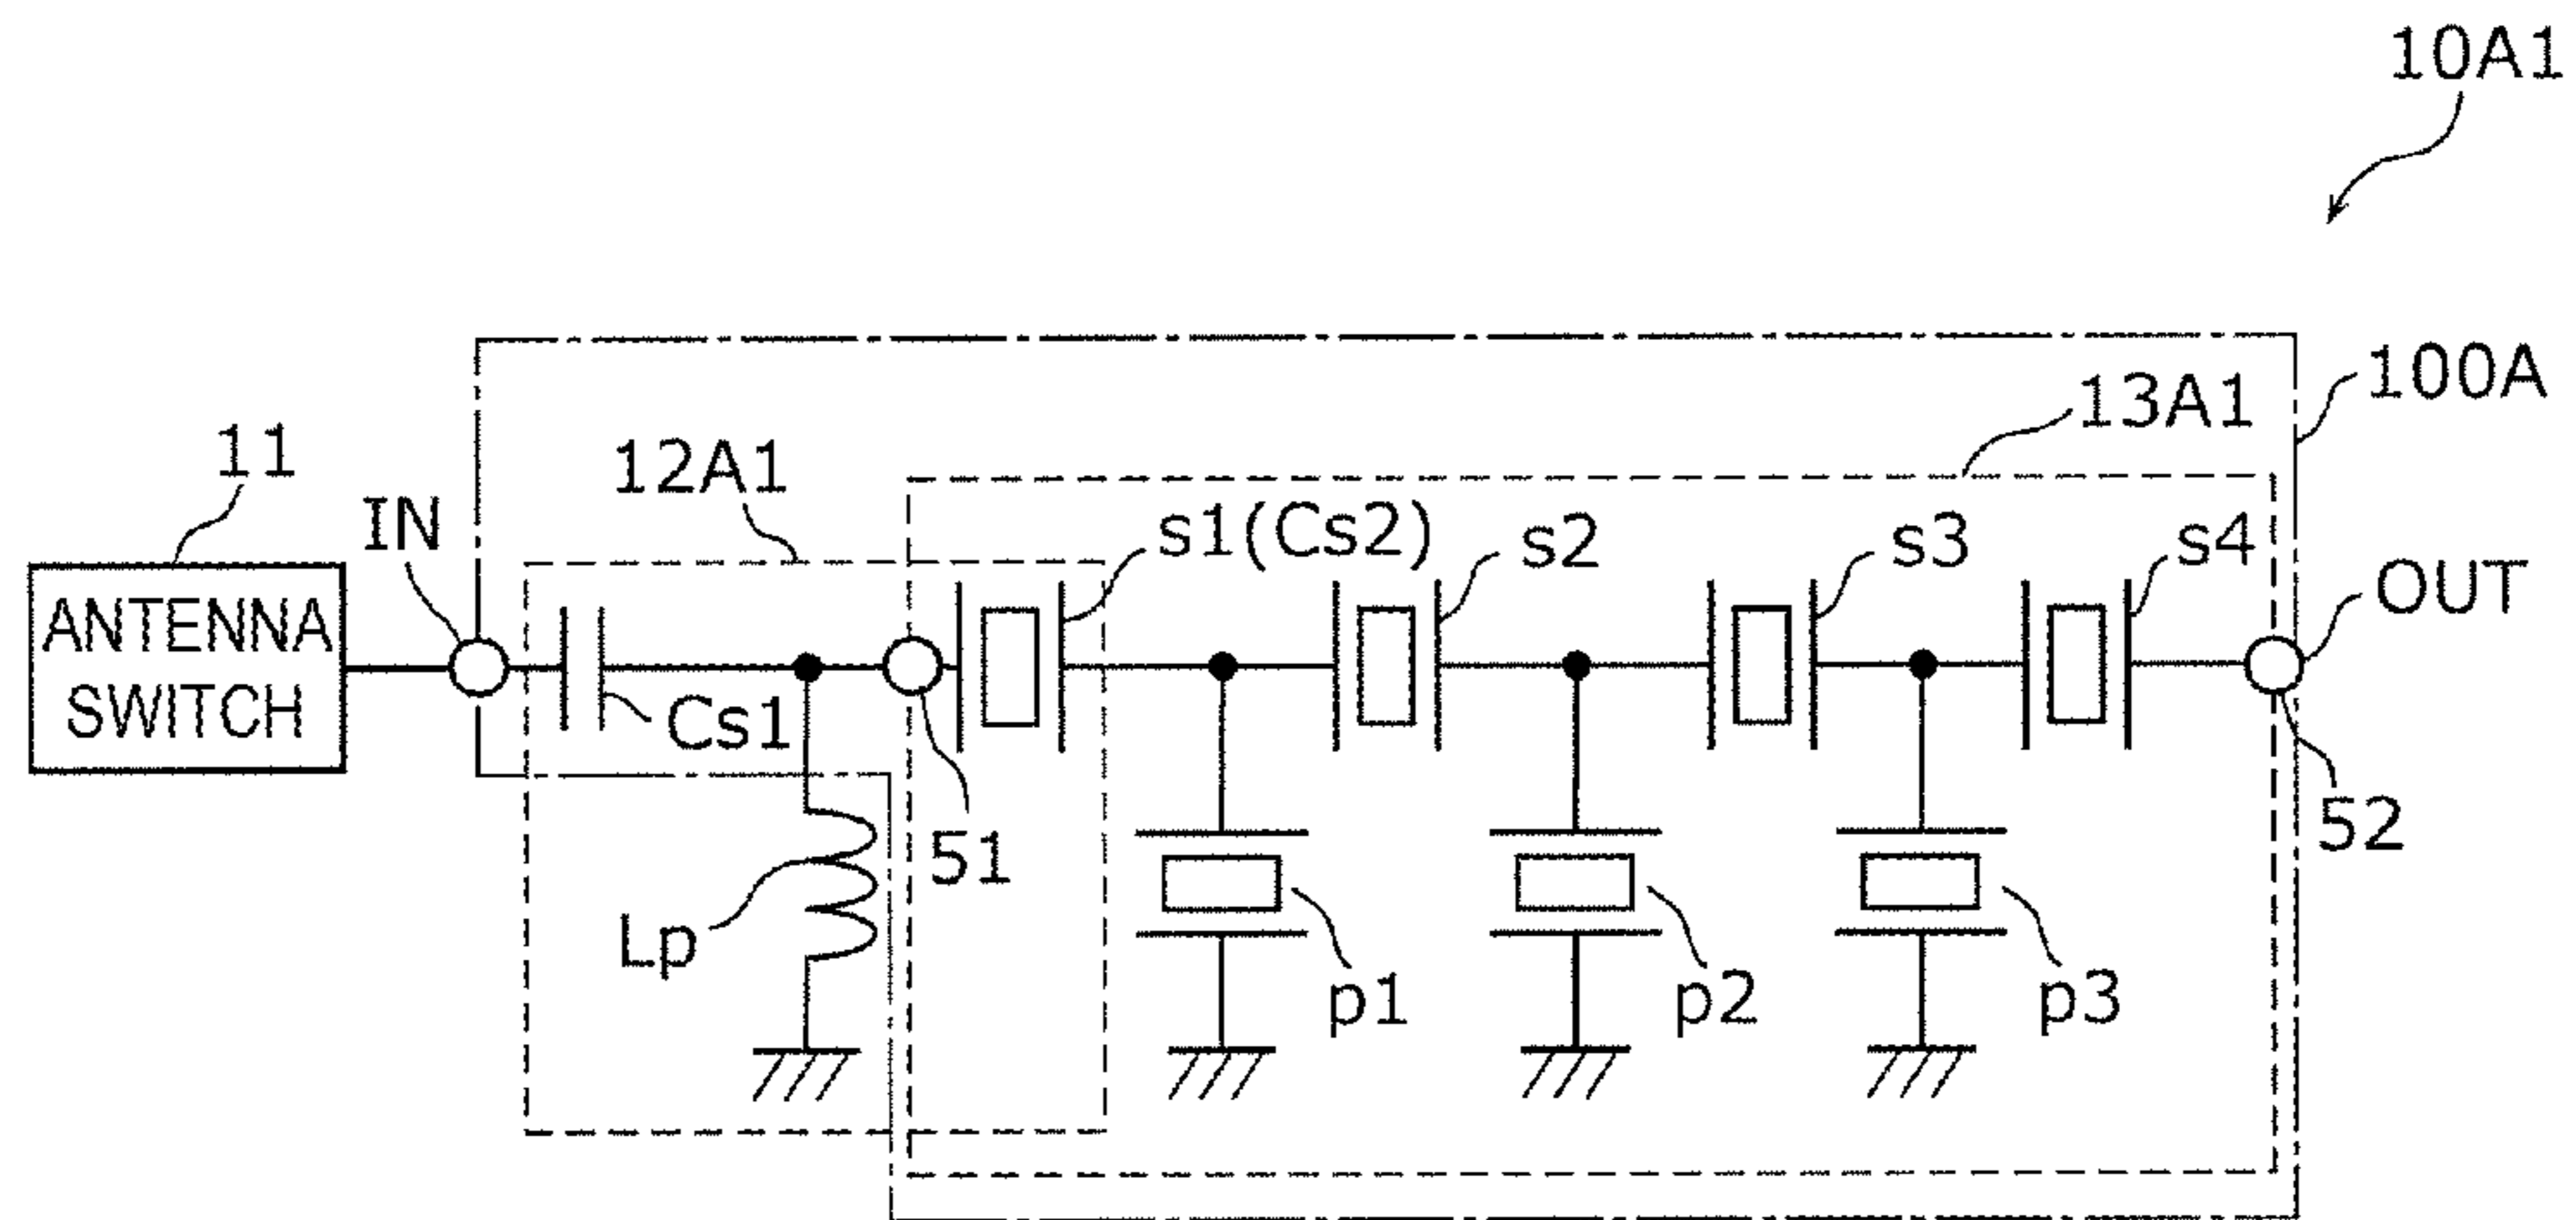 10A1
100A
13A1
11
12A1
IN
s1(Cs2)
s2
s3
s4
OUT
ANTENNA
SWITCH
Cs1
51
52
Lp
p1
p2
p3